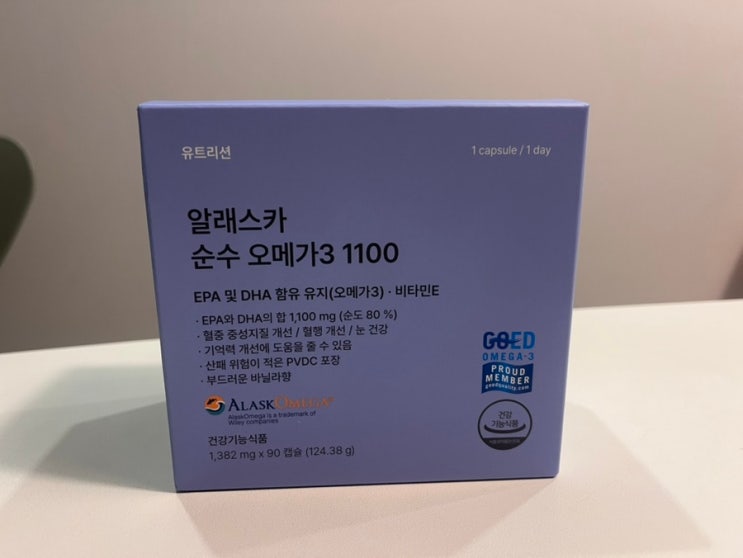 유트리션
1 capsule / 1 day
알래스카
순수 오메가3 1100
EPA 및 DHA 함유 유지(오메가3) · 비타민E
· EPA와 DHA의 합 1,100 mg (순도 80 %)
· 혈중 중성지질 개선 / 혈행 개선 / 눈 건강
· 기억력 개선에 도움을 줄 수 있음
· 산패 위험이 적은 PVDC 포장
· 부드러운 바닐라향
GOED
OMEGA-3
PROUD
MEMBER
goedquality.com
ALASKOMEGA®
AlaskOmega is a trademark of
Wiley companies
건강
기능식품
건강기능식품
1,382 mg x 90 캡슐 (124.38 g)